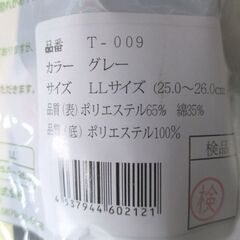 品番 T-009
カラー グレー
サイズ LLサイズ (25.0～26.0cm
品質(表)ポリエステル65% 綿35%
品質(底)ポリエステル100%
検品
検
4537944602121
LL